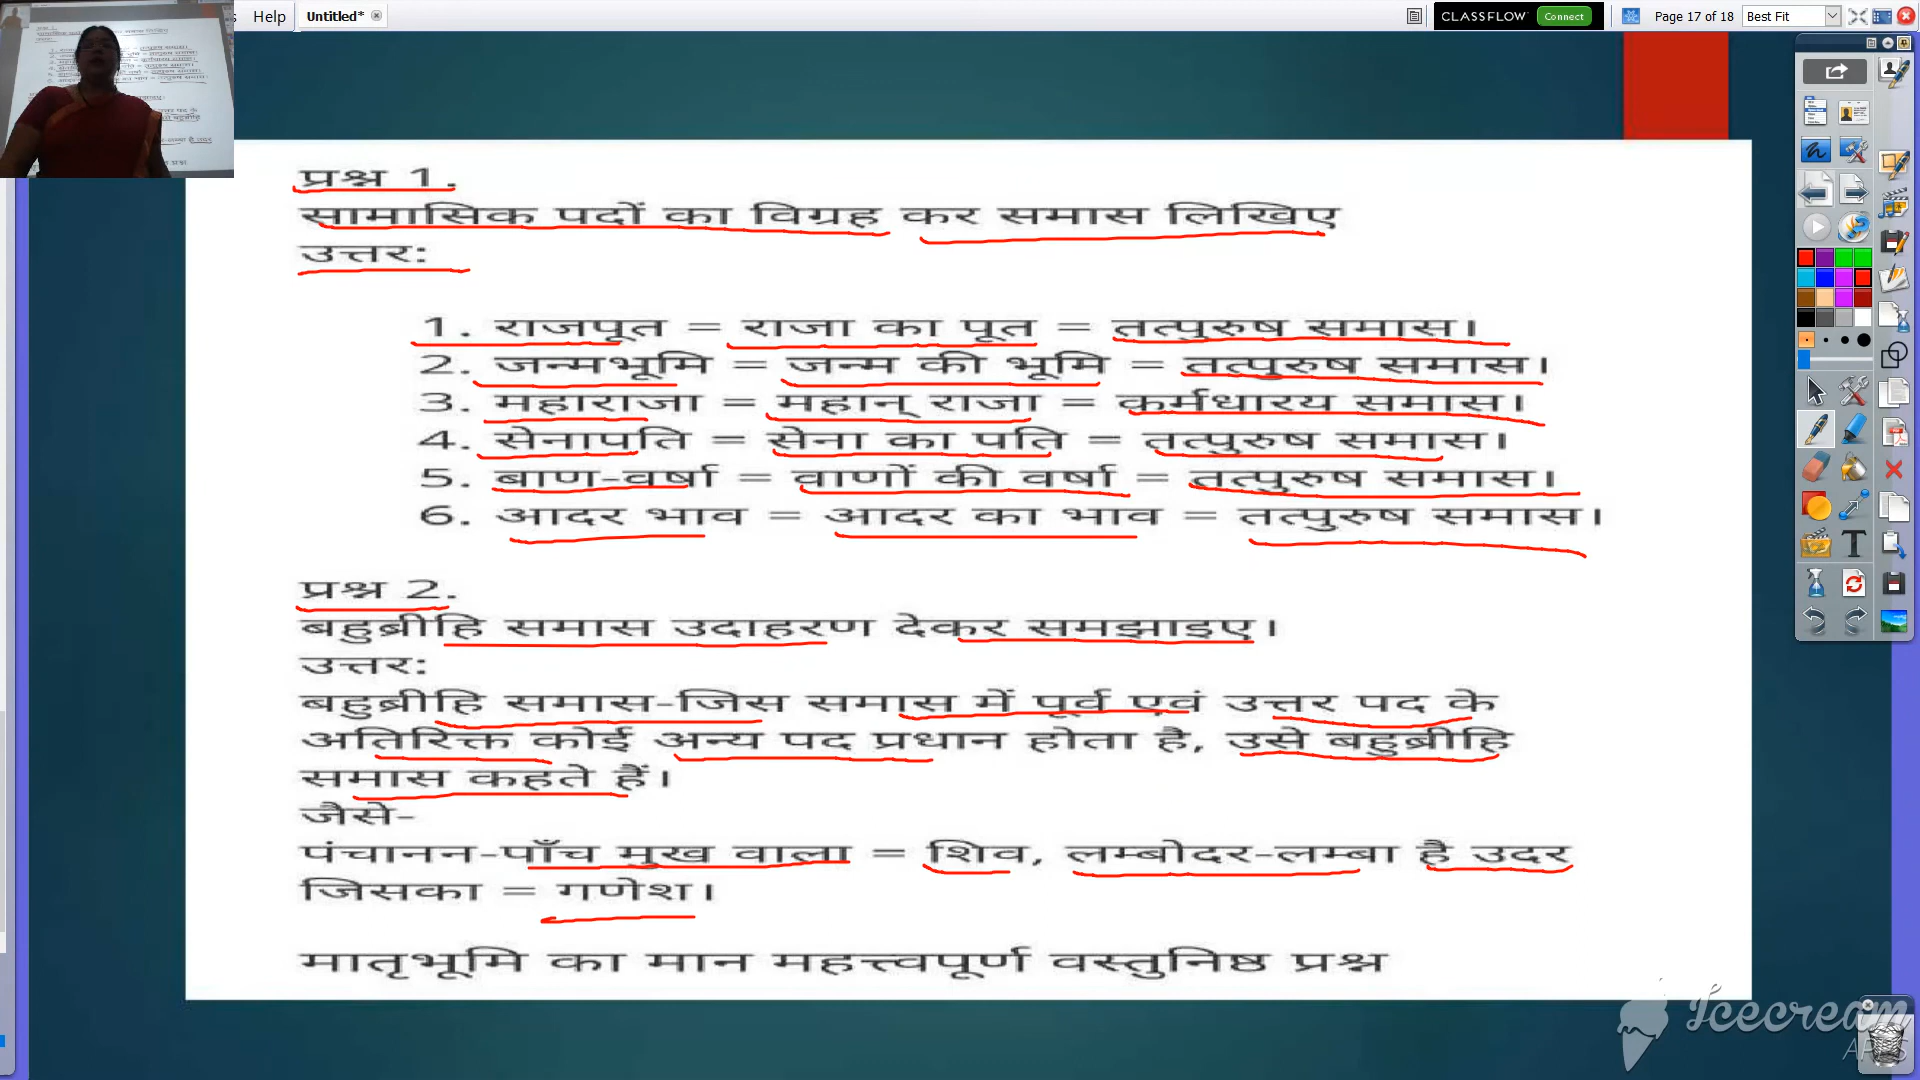 Help
Untitled*
CLASSFLOW Connect
Page 17 of 18
Best Fit
प्रश्न 1.
सामासिक पदों का विग्रह कर समास लिखिए
उत्तर:
1. राजपूत = राजा का पूत = तत्पुरुष समास।
2. जन्मभूमि = जन्म की भूमि = तत्पुरुष समास।
3. महाराजा = महान् राजा = कर्मधारय समास।
4. सेनापति = सेना का पति = तत्पुरुष समास।
5. बाण-वर्षा = वाणों की वर्षा = तत्पुरुष समास।
6. आदर भाव = आदर का भाव = तत्पुरुष समास।
प्रश्न 2.
बहुब्रीहि समास उदाहरण देकर समझाइए।
उत्तर:
बहुब्रीहि समास-जिस समास में पूर्व एवं उत्तर पद के
अतिरिक्त कोई अन्य पद प्रधान होता है, उसे बहुब्रीहि
समास कहते हैं।
जैसे-
पंचानन-पाँच मुख वाला = शिव, लम्बोदर-लम्बा है उदर
जिसका = गणेश।
मातृभूमि का मान महत्त्वपूर्ण वस्तुनिष्ठ प्रश्न
Icecream